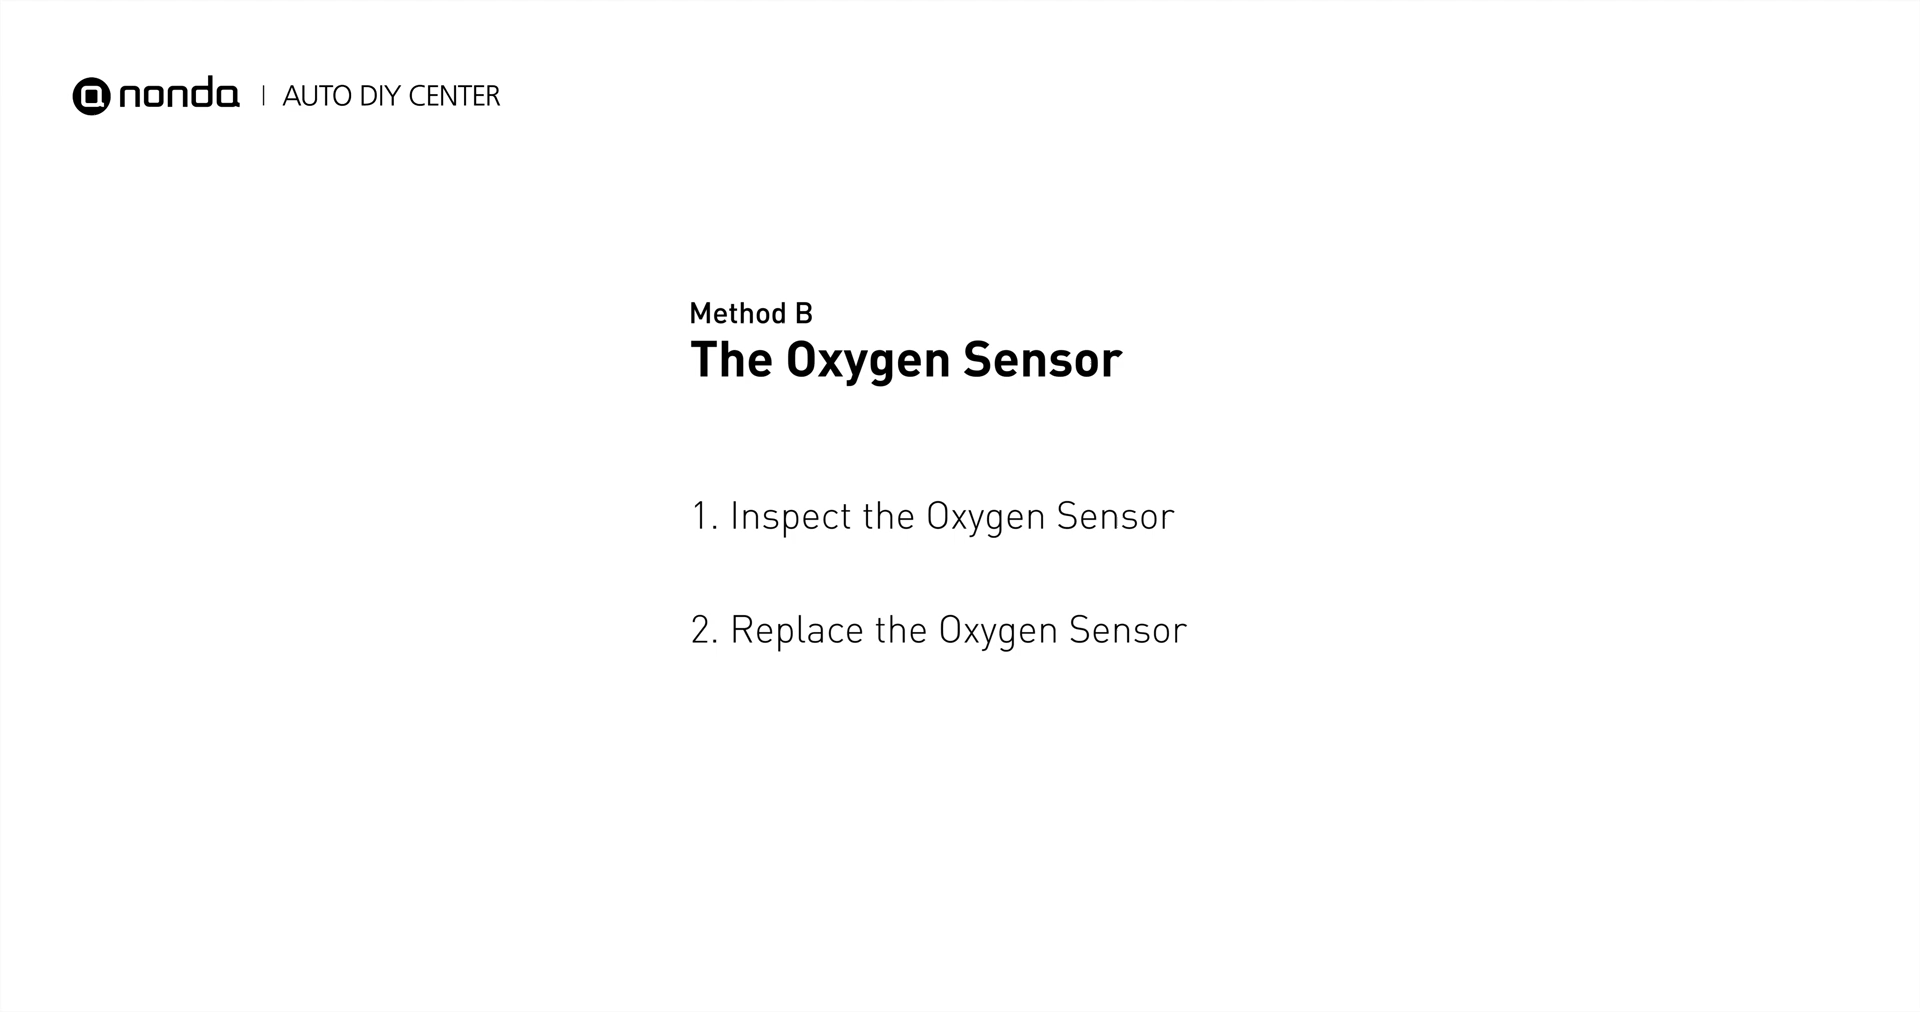 nonda | AUTO DIY CENTER
Method B
The Oxygen Sensor
1. Inspect the Oxygen Sensor
2. Replace the Oxygen Sensor